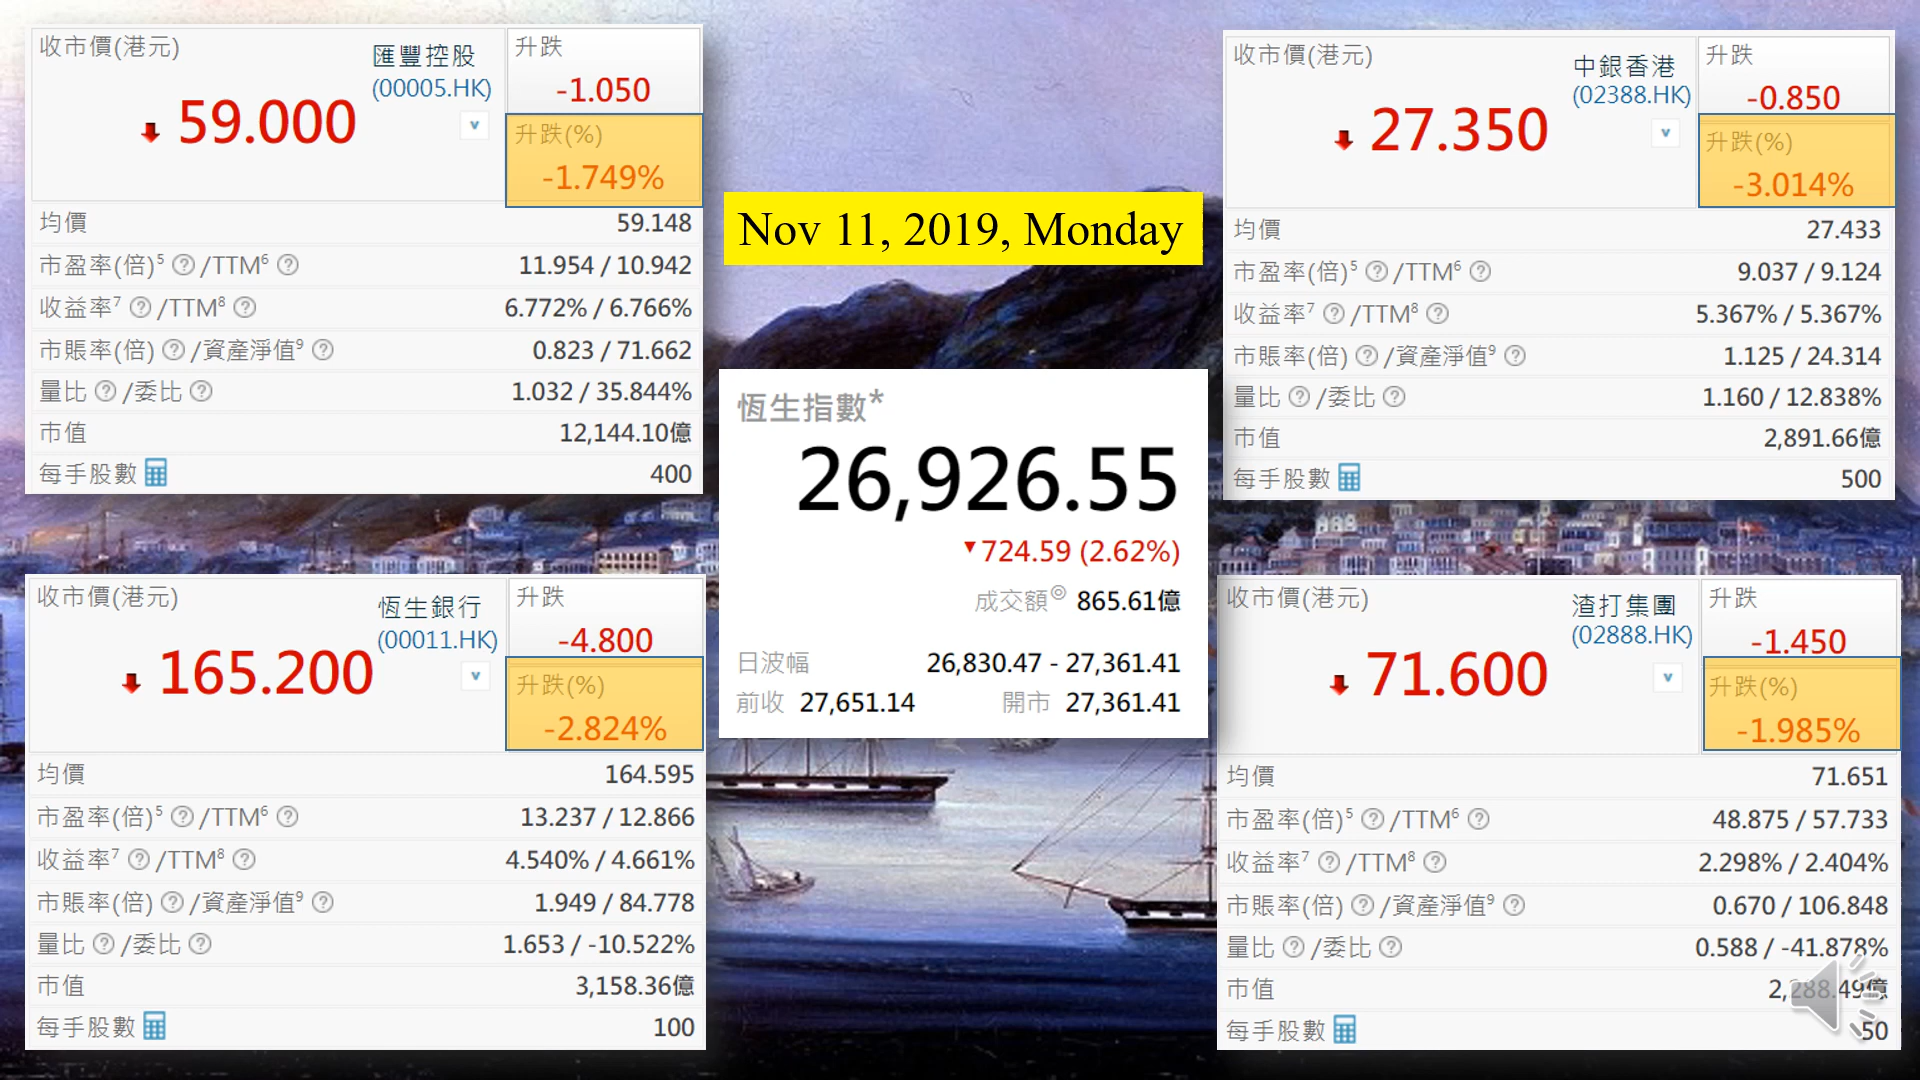 收市價(港元)
匯豐控股
(00005.HK)
59.000
升跌
-1.050
升跌(%)
-1.749%
均價 59.148
市盈率(倍)5 /TTM6 11.954 / 10.942
收益率7 /TTM8 6.772% / 6.766%
市賬率(倍) /資產淨值9 0.823 / 71.662
量比 /委比 1.032 / 35.844%
市值 12,144.10億
每手股數 400
收市價(港元)
恆生銀行
(00011.HK)
165.200
升跌
-4.800
升跌(%)
-2.824%
均價 164.595
市盈率(倍)5 /TTM6 13.237 / 12.866
收益率7 /TTM8 4.540% / 4.661%
市賬率(倍) /資產淨值9 1.949 / 84.778
量比 /委比 1.653 / -10.522%
市值 3,158.36億
每手股數 100
Nov 11, 2019, Monday
恆生指數*
26,926.55
▼724.59 (2.62%)
成交額 865.61億
日波幅 26,830.47 - 27,361.41
前收 27,651.14 開市 27,361.41
收市價(港元)
中銀香港
(02388.HK)
27.350
升跌
-0.850
升跌(%)
-3.014%
均價 27.433
市盈率(倍)5 /TTM6 9.037 / 9.124
收益率7 /TTM8 5.367% / 5.367%
市賬率(倍) /資產淨值9 1.125 / 24.314
量比 /委比 1.160 / 12.838%
市值 2,891.66億
每手股數 500
收市價(港元)
渣打集團
(02888.HK)
71.600
升跌
-1.450
升跌(%)
-1.985%
均價 71.651
市盈率(倍)5 /TTM6 48.875 / 57.733
收益率7 /TTM8 2.298% / 2.404%
市賬率(倍) /資產淨值9 0.670 / 106.848
量比 /委比 0.588 / -41.878%
市值 2,288.49億
每手股數 50